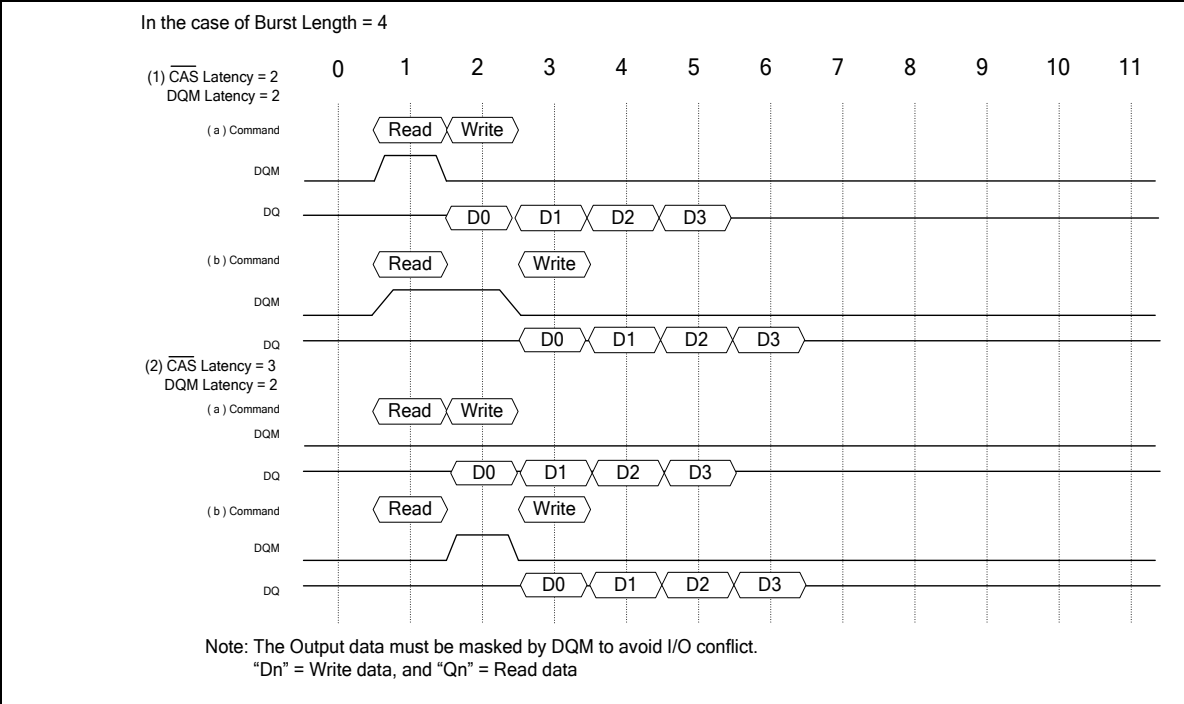 In the case of Burst Length = 4
0 1 2 3 4 5 6 7 8 9 10 11
(1) CAS Latency = 2
DQM Latency = 2
( a ) Command Read Write
DQM
DQ D0 D1 D2 D3
( b ) Command Read Write
DQM
DQ D0 D1 D2 D3
(2) CAS Latency = 3
DQM Latency = 2
( a ) Command Read Write
DQM
DQ D0 D1 D2 D3
( b ) Command Read Write
DQM
DQ D0 D1 D2 D3
Note: The Output data must be masked by DQM to avoid I/O conflict.
“Dn” = Write data, and “Qn” = Read data